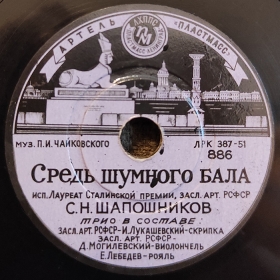 АРТЕЛЬ
„ПЛАСТМАСС"
ЛХППС
МУЗ. П.И. ЧАЙКОВСКОГО
ЛРК 387-51
886
СРЕДЬ ШУМНОГО БАЛА
ИСП. ЛАУРЕАТ СТАЛИНСКОЙ ПРЕМИИ, ЗАСЛ. АРТ. РСФСР
С.Н. ШАПОШНИКОВ
ТРИО В СОСТАВЕ:
ЗАСЛ. АРТ. РСФСР-И.ЛУКАШЕВСКИЙ-СКРИПКА
ЗАСЛ. АРТ. РСФСР-
Д.МОГИЛЕВСКИЙ-ВИОЛОНЧЕЛЬ
Е.ЛЕБЕДЕВ-РОЯЛЬ